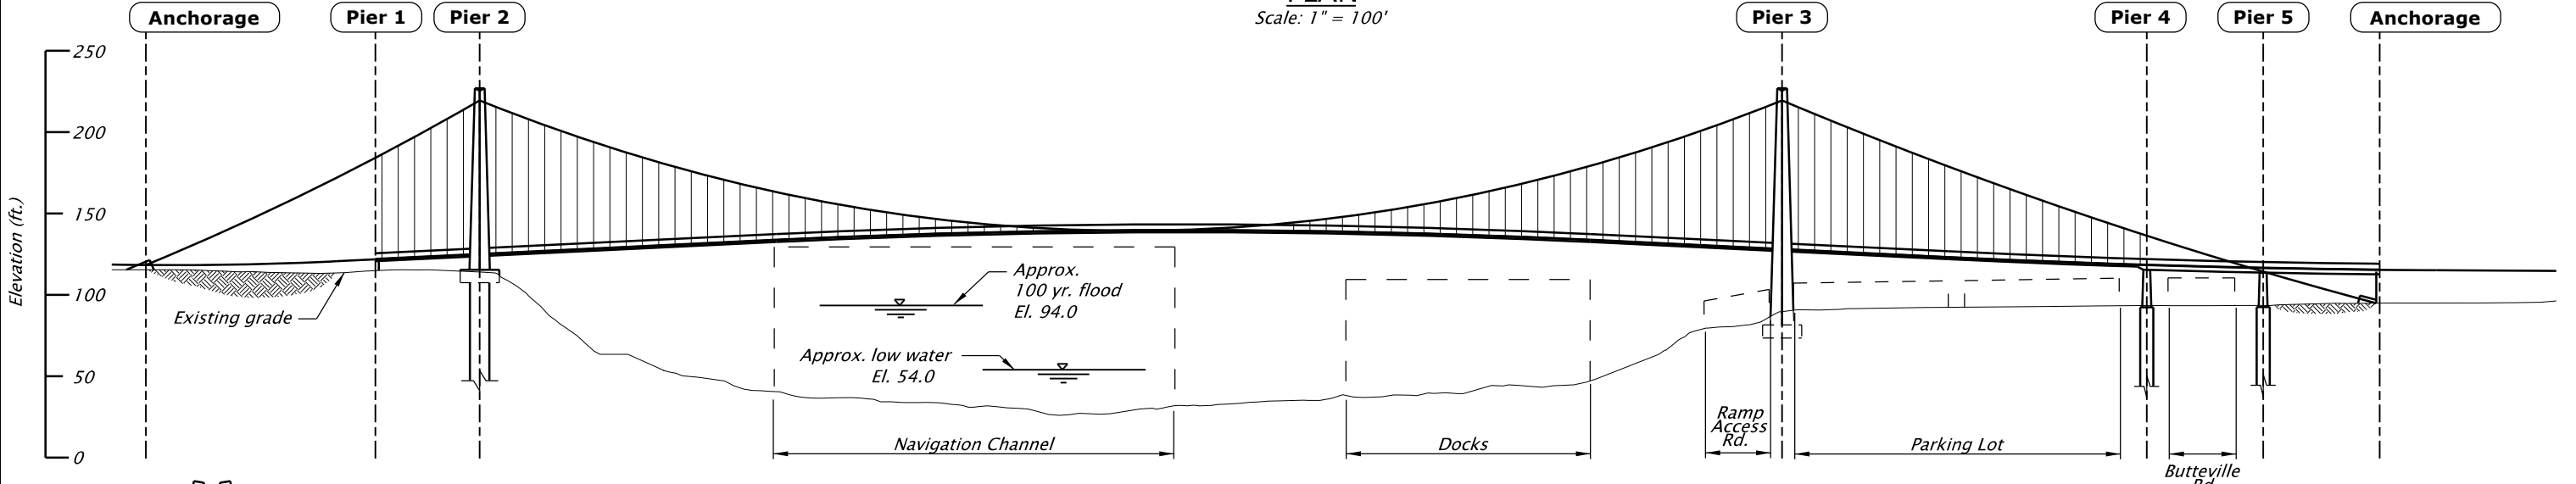 PLAN
Scale: 1" = 100'
Anchorage
Pier 1
Pier 2
Pier 3
Pier 4
Pier 5
Anchorage
250
200
150
100
50
0
Elevation (ft.)
Existing grade
Approx.
100 yr. flood
El. 94.0
Approx. low water
El. 54.0
Navigation Channel
Docks
Ramp
Access
Rd.
Parking Lot
Butteville
Rd.